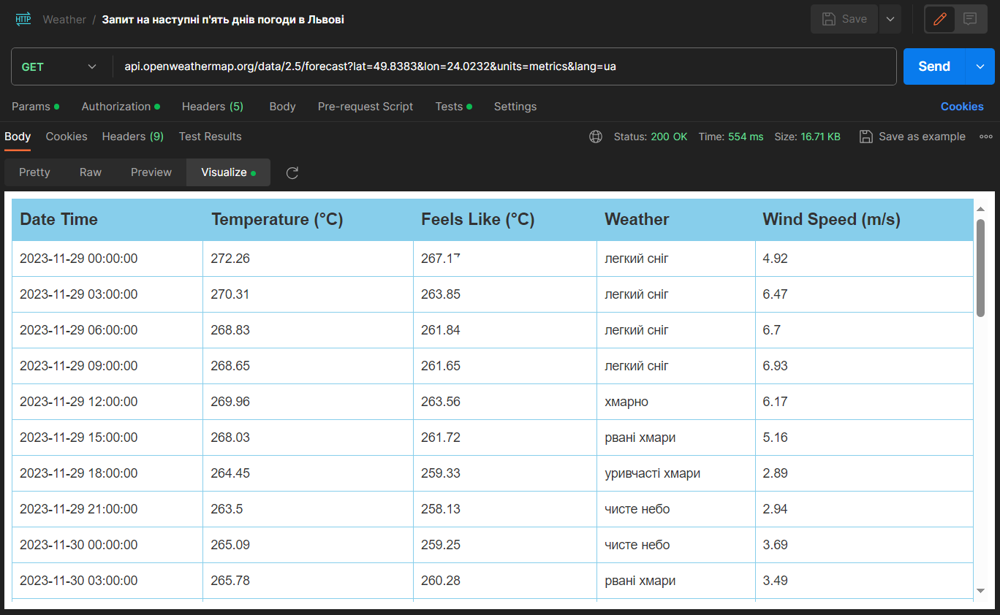 HTTP Weather / Запит на наступні п'ять днів погоди в Львові Save
GET api.openweathermap.org/data/2.5/forecast?lat=49.8383&lon=24.0232&units=metrics&lang=ua Send
Params Authorization Headers (5) Body Pre-request Script Tests Settings Cookies
Body Cookies Headers (9) Test Results Status: 200 OK Time: 554 ms Size: 16.71 KB Save as example
Pretty Raw Preview Visualize
Date Time Temperature (°C) Feels Like (°C) Weather Wind Speed (m/s)
2023-11-29 00:00:00 272.26 267.17 легкий сніг 4.92
2023-11-29 03:00:00 270.31 263.85 легкий сніг 6.47
2023-11-29 06:00:00 268.83 261.84 легкий сніг 6.7
2023-11-29 09:00:00 268.65 261.65 легкий сніг 6.93
2023-11-29 12:00:00 269.96 263.56 хмарно 6.17
2023-11-29 15:00:00 268.03 261.72 рвані хмари 5.16
2023-11-29 18:00:00 264.45 259.33 уривчасті хмари 2.89
2023-11-29 21:00:00 263.5 258.13 чисте небо 2.94
2023-11-30 00:00:00 265.09 259.25 чисте небо 3.69
2023-11-30 03:00:00 265.78 260.28 рвані хмари 3.49